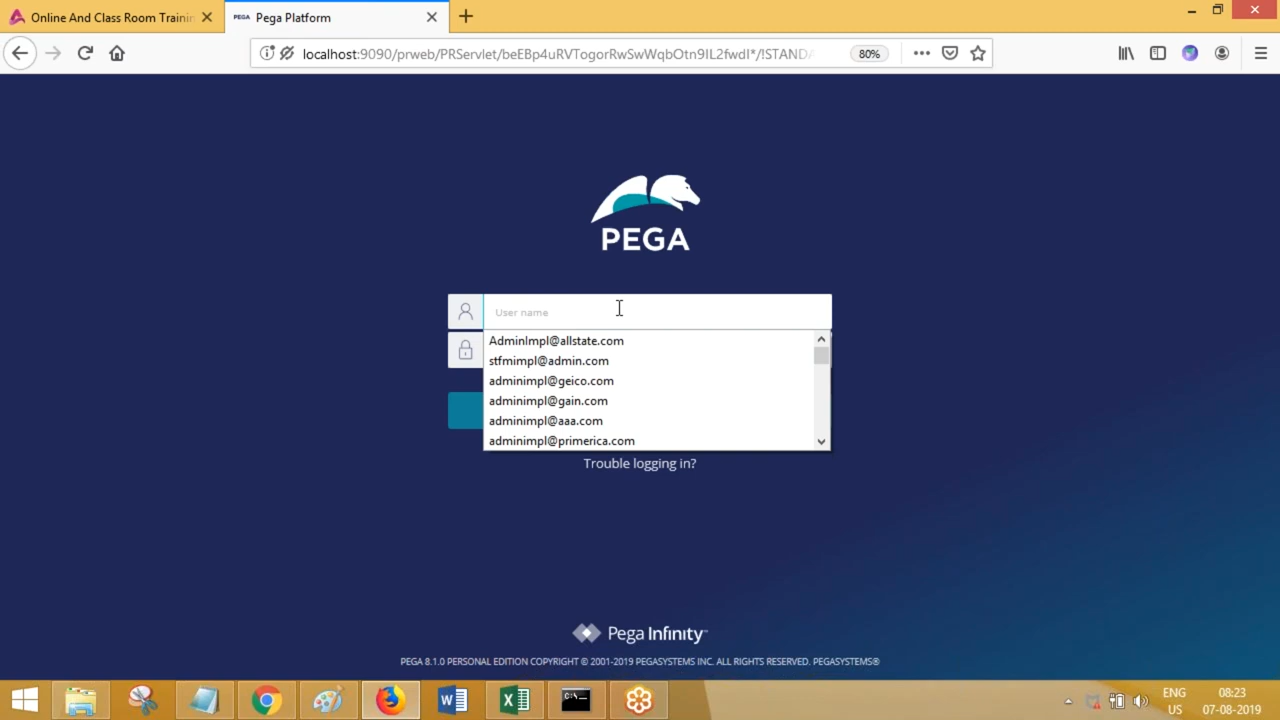 Online And Class Room Trainin
PEGA Pega Platform
localhost:9090/prweb/PRServlet/beEBp4uRVTogorRwSwWqbOtn9IL2fwdI*/!STANDA
80%
PEGA
User name
AdminImpl@allstate.com
stfmimpl@admin.com
adminimpl@geico.com
adminimpl@gain.com
adminimpl@aaa.com
adminimpl@primerica.com
Trouble logging in?
Pega Infinity™
PEGA 8.1.0 PERSONAL EDITION COPYRIGHT © 2001-2019 PEGASYSTEMS INC. ALL RIGHTS RESERVED. PEGASYSTEMS®
ENG 08:23
US 07-08-2019